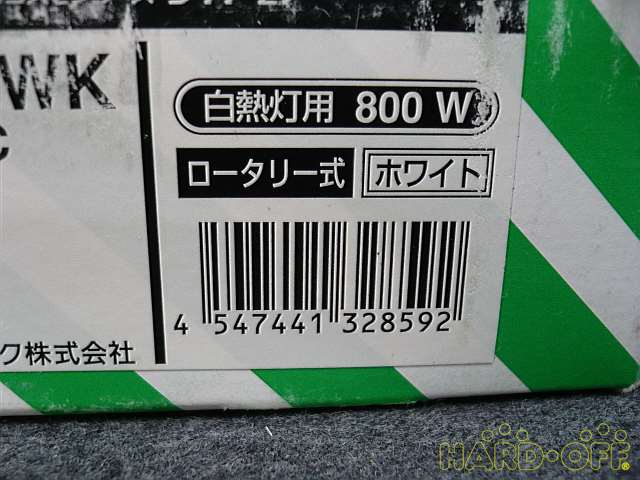 WK
白熱灯用 800 W
C
ロータリー式 ホワイト
4 547441 328592
ク株式会社
HARD-OFF